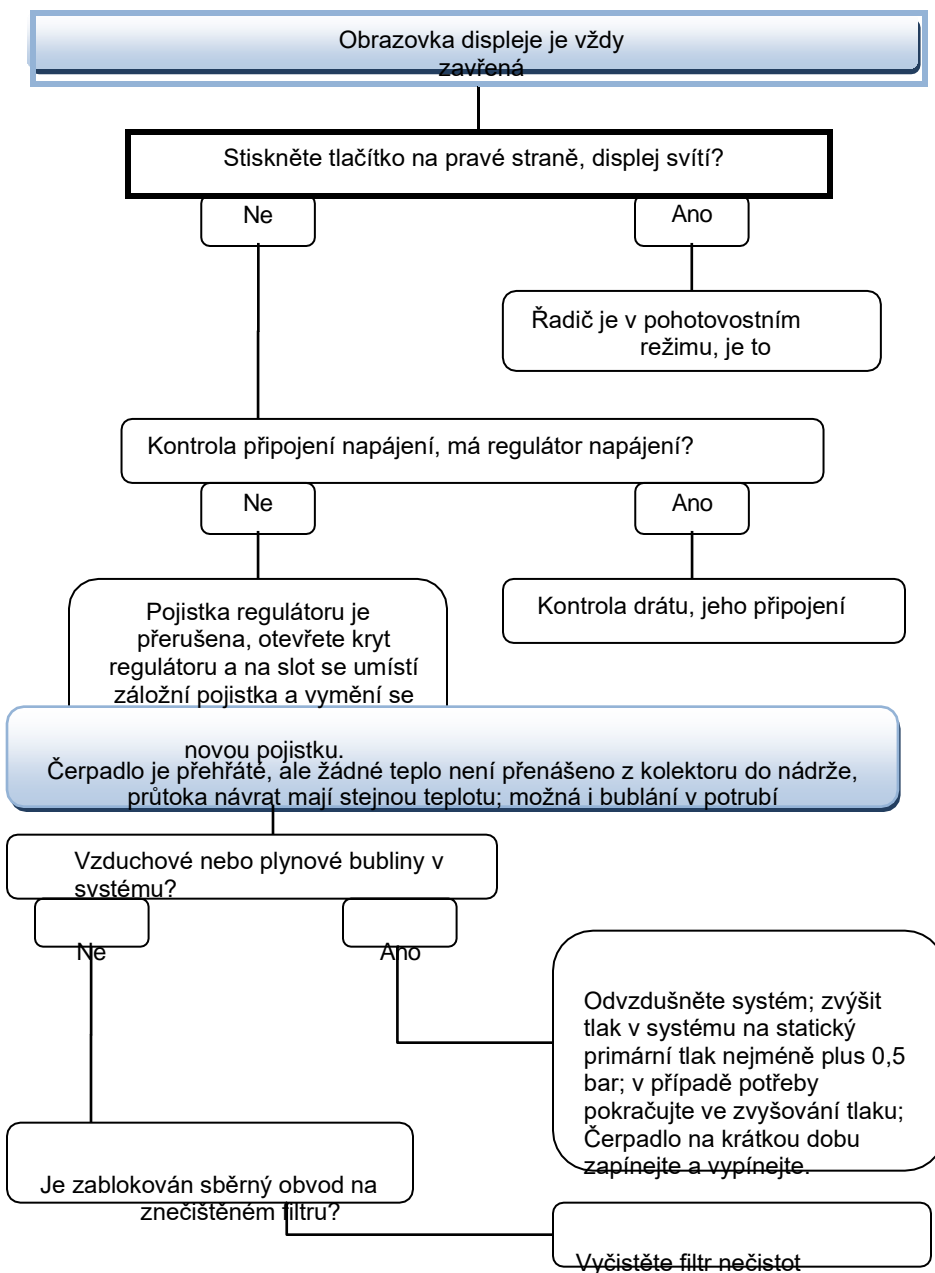 Obrazovka displeje je vždy
zavřená
Stiskněte tlačítko na pravé straně, displej svítí?
Ne
Ano
Řadič je v pohotovostním
režimu, je to
Kontrola připojení napájení, má regulátor napájení?
Ne
Ano
Pojistka regulátoru je
přerušena, otevřete kryt
regulátoru a na slot se umístí
záložní pojistka a vymění se
novou pojistku.
Kontrola drátu, jeho připojení
Čerpadlo je přehřáté, ale žádné teplo není přenášeno z kolektoru do nádrže,
průtoka návrat mají stejnou teplotu; možná i bublání v potrubí
Vzduchové nebo plynové bubliny v
systému?
Ne
Ano
Odvzdušněte systém; zvýšit
tlak v systému na statický
primární tlak nejméně plus 0,5
bar; v případě potřeby
pokračujte ve zvyšování tlaku;
Čerpadlo na krátkou dobu
zapínejte a vypínejte.
Je zablokován sběrný obvod na
znečištěném filtru?
Vyčistěte filtr nečistot